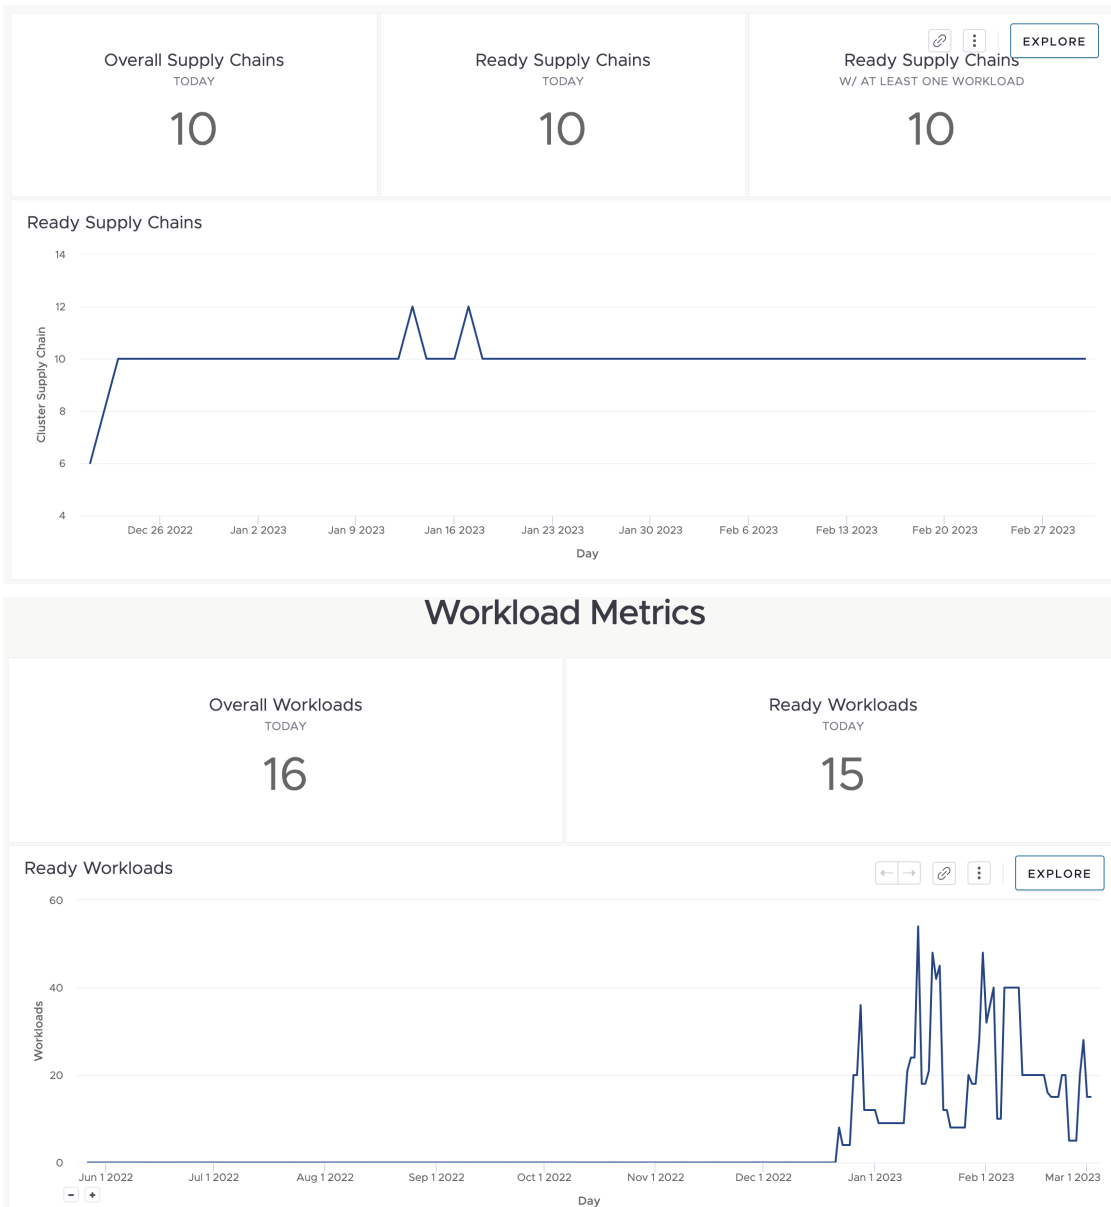 EXPLORE
Overall Supply Chains
TODAY
10
Ready Supply Chains
TODAY
10
Ready Supply Chains
W/ AT LEAST ONE WORKLOAD
10
Ready Supply Chains
14
12
10
8
6
4
Cluster Supply Chain
Dec 26 2022 Jan 2 2023 Jan 9 2023 Jan 16 2023 Jan 23 2023 Jan 30 2023 Feb 6 2023 Feb 13 2023 Feb 20 2023 Feb 27 2023
Day
Workload Metrics
Overall Workloads
TODAY
16
Ready Workloads
TODAY
15
Ready Workloads
EXPLORE
60
40
20
0
Workloads
Jun 1 2022 Jul 1 2022 Aug 1 2022 Sep 1 2022 Oct 1 2022 Nov 1 2022 Dec 1 2022 Jan 1 2023 Feb 1 2023 Mar 1 2023
Day